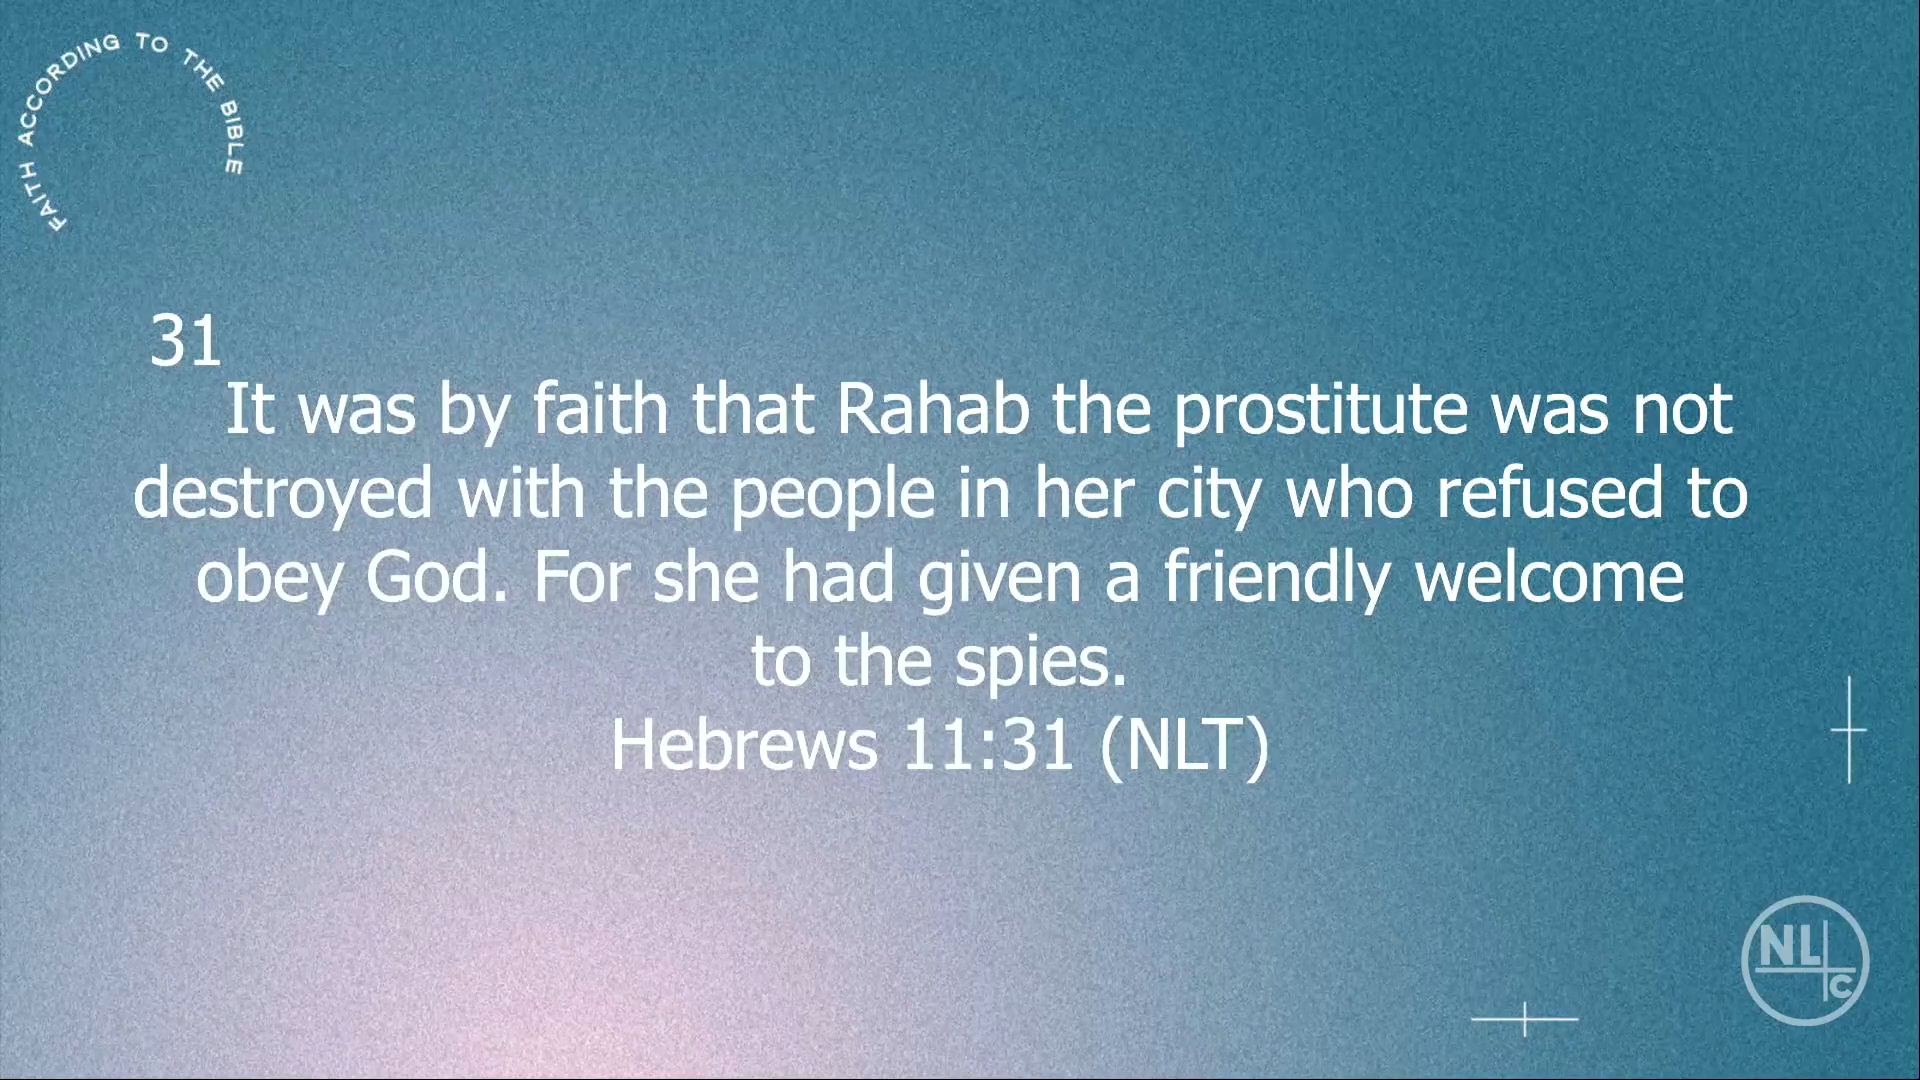 FAITH ACCORDING TO THE BIBLE
31
It was by faith that Rahab the prostitute was not
destroyed with the people in her city who refused to
obey God. For she had given a friendly welcome
to the spies.
Hebrews 11:31 (NLT)
NL
C